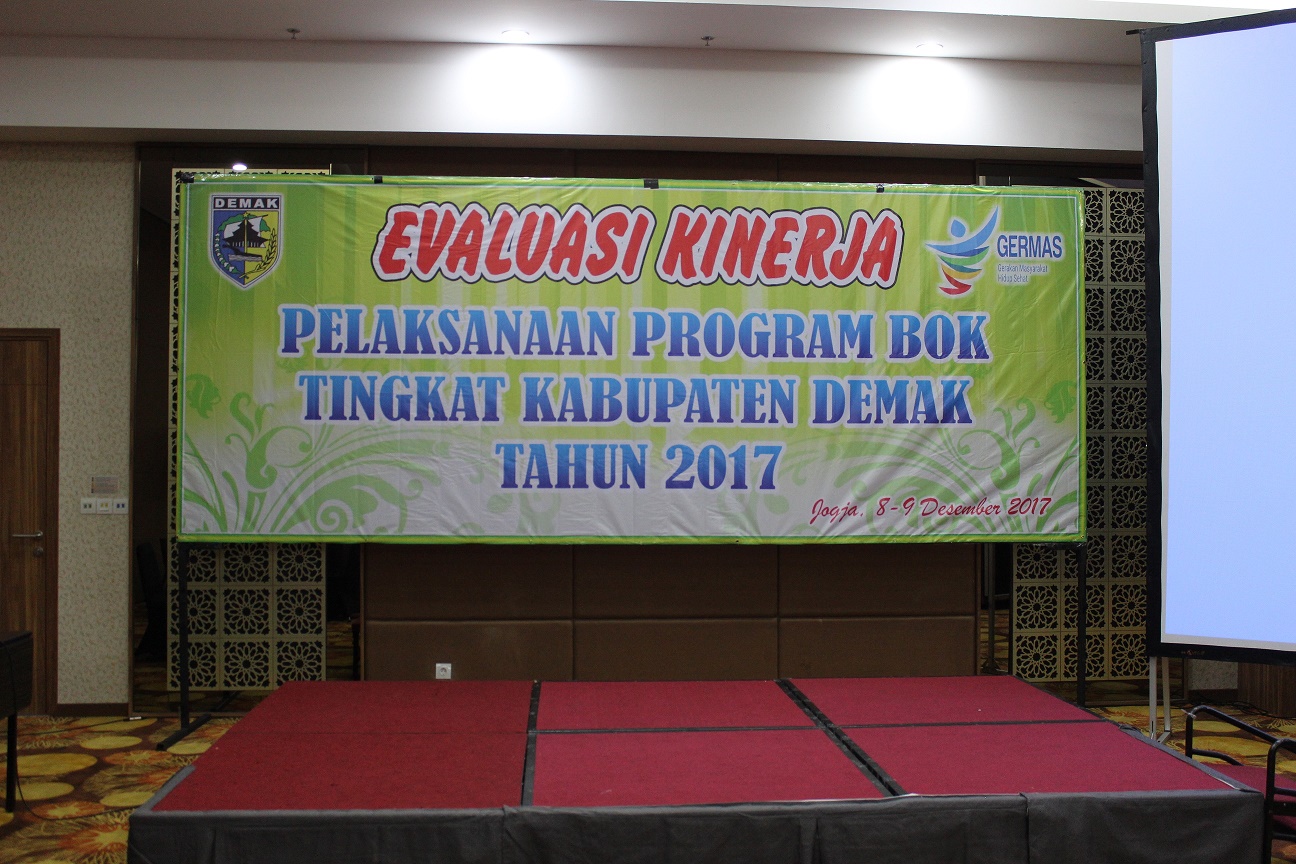 DEMAK
EVALUASI KINERJA
GERMAS
Gerakan Masyarakat
Hidup Sehat
PELAKSANAAN PROGRAM BOK
TINGKAT KABUPATEN DEMAK
TAHUN 2017
Jogja, 8-9 Desember 2017